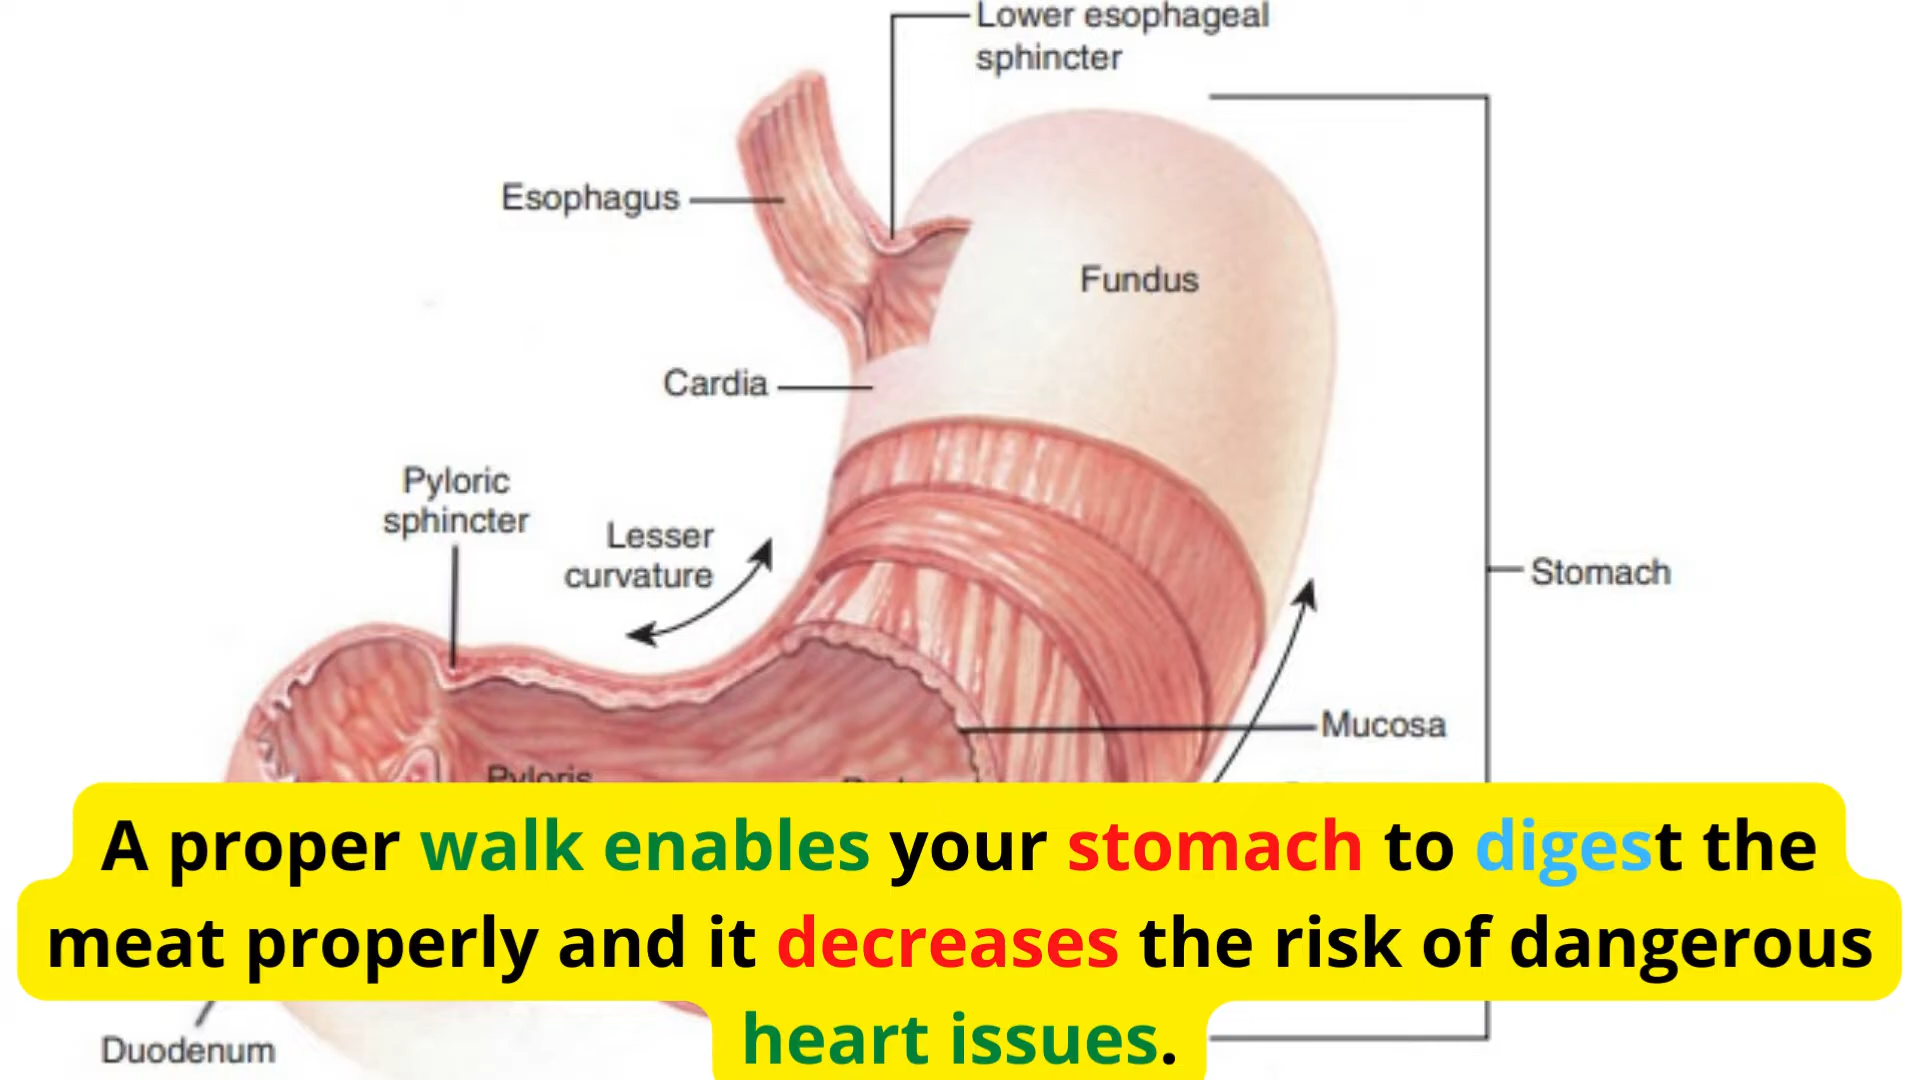 Lower esophageal
sphincter
Esophagus
Fundus
Cardia
Pyloric
sphincter
Lesser
curvature
Stomach
Mucosa
Pyloris
A proper walk enables your stomach to digest the
meat properly and it decreases the risk of dangerous
heart issues.
Duodenum